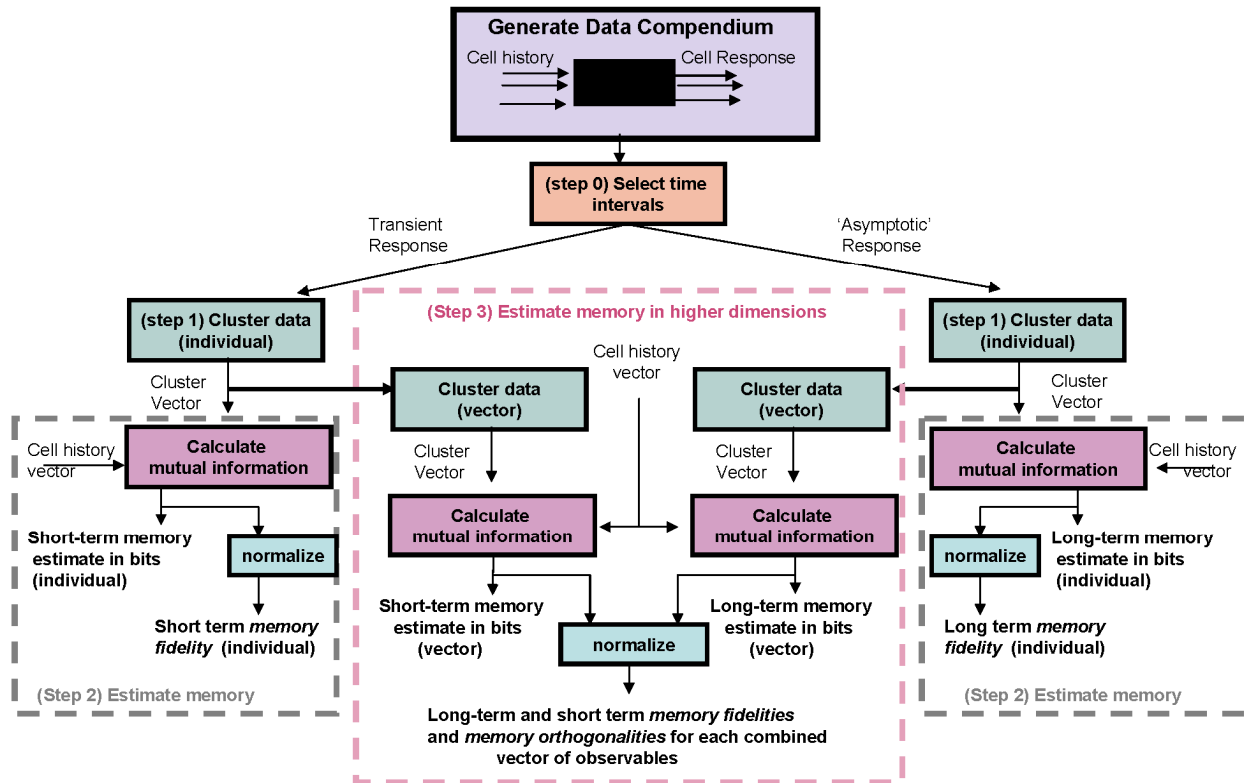 Generate Data Compendium
Cell history
Cell Response
(step 0) Select time
intervals
Transient
Response
'Asymptotic'
Response
(step 1) Cluster data
(individual)
(Step 3) Estimate memory in higher dimensions
(step 1) Cluster data
(individual)
Cell history
vector
Cluster
Vector
Cluster data
(vector)
Cluster data
(vector)
Cluster
Vector
Cell history
vector
Calculate
mutual information
Cluster
Vector
Cluster
Vector
Calculate
mutual information
Cell history
vector
Short-term memory
estimate in bits
(individual)
normalize
Calculate
mutual information
Calculate
mutual information
normalize
Long-term memory
estimate in bits
(individual)
Short term memory
fidelity (individual)
Short-term memory
estimate in bits
(vector)
normalize
Long-term memory
estimate in bits
(vector)
Long term memory
fidelity (individual)
(Step 2) Estimate memory
(Step 2) Estimate memory
Long-term and short term memory fidelities
and memory orthogonalities for each combined
vector of observables